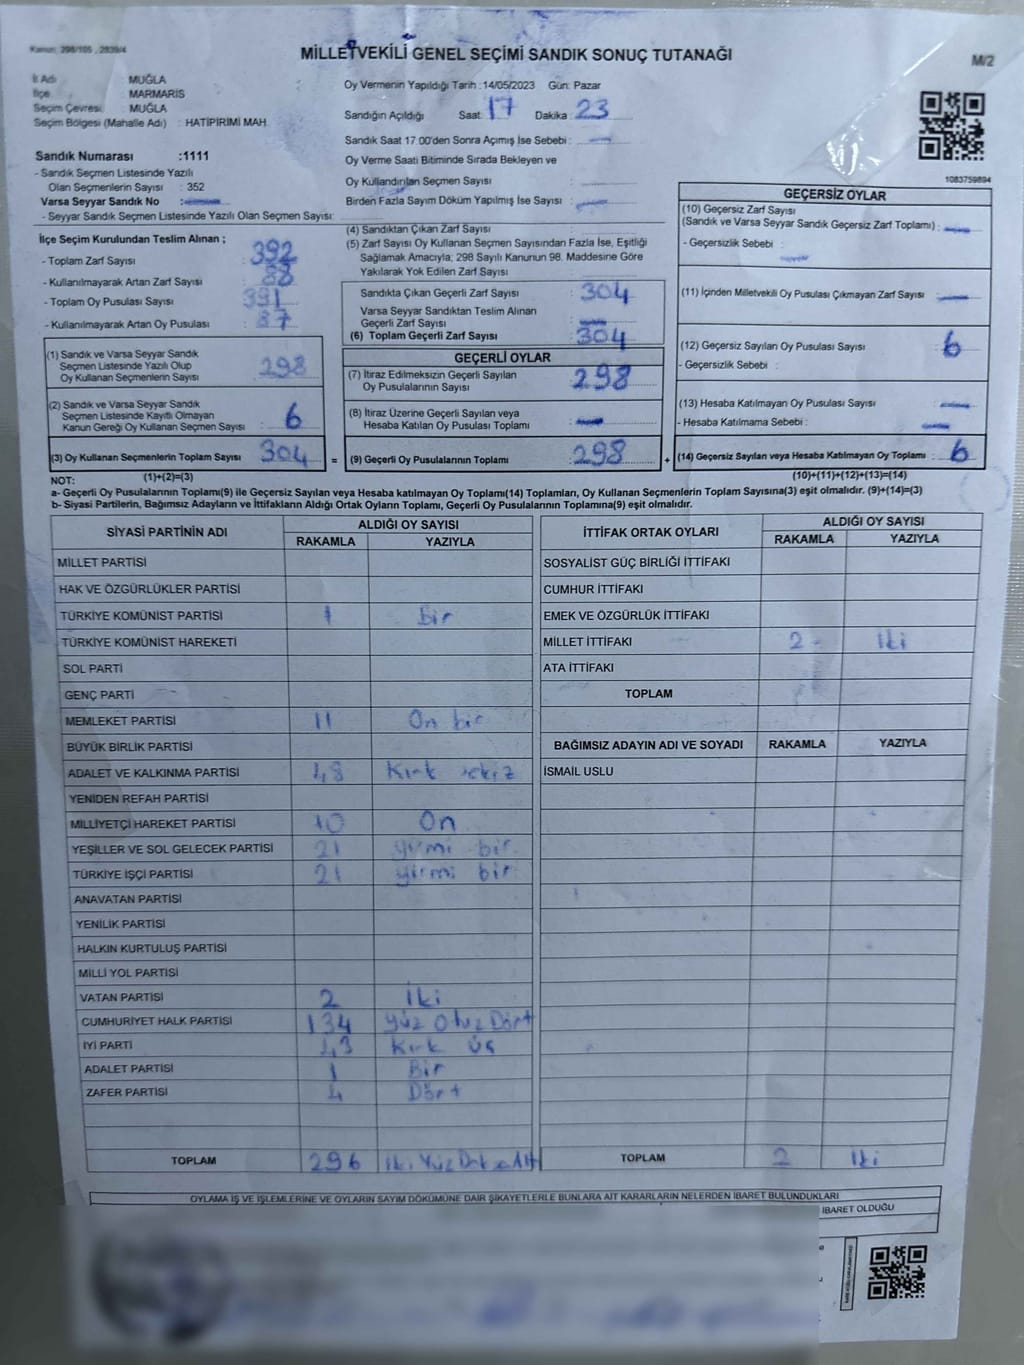 Kanun: 298/105 , 2839/4
MİLLETVEKİLİ GENEL SEÇİMİ SANDIK SONUÇ TUTANAĞI
M/2
İl Adı : MUĞLA
İlçe : MARMARİS
Seçim Çevresi : MUĞLA
Seçim Bölgesi (Mahalle Adı) : HATİPİRİMİ MAH.
Sandık Numarası :1111
- Sandık Seçmen Listesinde Yazılı
Olan Seçmenlerin Sayısı : 352
Varsa Seyyar Sandık No :
- Seyyar Sandık Seçmen Listesinde Yazılı Olan Seçmen Sayısı:
Oy Vermenin Yapıldığı Tarih :14/05/2023 Gün: Pazar
Sandığın Açıldığı Saat: 17 Dakika: 23
Sandık Saat 17:00'den Sonra Açılmış İse Sebebi :
Oy Verme Saati Bitiminde Sırada Bekleyen ve
Oy Kullandırılan Seçmen Sayısı :
Birden Fazla Sayım Döküm Yapılmış İse Sayısı :
1083759894
İlçe Seçim Kurulundan Teslim Alınan ;
- Toplam Zarf Sayısı : 392
- Kullanılmayarak Artan Zarf Sayısı : 88
- Toplam Oy Pusulası Sayısı : 391
- Kullanılmayarak Artan Oy Pusulası : 87
(4) Sandıktan Çıkan Zarf Sayısı :
(5) Zarf Sayısı Oy Kullanan Seçmen Sayısından Fazla İse, Eşitliği
Sağlamak Amacıyla; 298 Sayılı Kanunun 98. Maddesine Göre
Yakılarak Yok Edilen Zarf Sayısı :
Sandıkta Çıkan Geçerli Zarf Sayısı : 304
Varsa Seyyar Sandıktan Teslim Alınan
Geçerli Zarf Sayısı :
(6) Toplam Geçerli Zarf Sayısı : 304
GEÇERSİZ OYLAR
(10) Geçersiz Zarf Sayısı
(Sandık ve Varsa Seyyar Sandık Geçersiz Zarf Toplamı) :
- Geçersizlik Sebebi :
(11) İçinden Milletvekili Oy Pusulası Çıkmayan Zarf Sayısı :
(12) Geçersiz Sayılan Oy Pusulası Sayısı : 6
- Geçersizlik Sebebi :
(13) Hesaba Katılmayan Oy Pusulası Sayısı :
- Hesaba Katılmama Sebebi :
(14) Geçersiz Sayılan veya Hesaba Katılmayan Oy Toplamı : 6
(10)+(11)+(12)+(13)=(14)
(1) Sandık ve Varsa Seyyar Sandık
Seçmen Listesinde Yazılı Olup
Oy Kullanan Seçmenlerin Sayısı : 298
(2) Sandık ve Varsa Seyyar Sandık
Seçmen Listesinde Kayıtlı Olmayan
Kanun Gereği Oy Kullanan Seçmen Sayısı : 6
(3) Oy Kullanan Seçmenlerin Toplam Sayısı : 304
(1)+(2)=(3)
=
GEÇERLİ OYLAR
(7) İtiraz Edilmeksizin Geçerli Sayılan
Oy Pusulalarının Sayısı : 298
(8) İtiraz Üzerine Geçerli Sayılan veya
Hesaba Katılan Oy Pusulası Toplamı :
(9) Geçerli Oy Pusulalarının Toplamı : 298
+
NOT:
a- Geçerli Oy Pusulalarının Toplamı(9) ile Geçersiz Sayılan veya Hesaba katılmayan Oy Toplamı(14) Toplamları, Oy Kullanan Seçmenlerin Toplam Sayısına(3) eşit olmalıdır. (9)+(14)=(3)
b- Siyasi Partilerin, Bağımsız Adayların ve İttifakların Aldığı Ortak Oyların Toplamı, Geçerli Oy Pusulalarının Toplamına(9) eşit olmalıdır.
SİYASİ PARTİNİN ADI ALDIĞI OY SAYISI
RAKAMLA YAZIYLA
MİLLET PARTİSİ
HAK VE ÖZGÜRLÜKLER PARTİSİ
TÜRKİYE KOMÜNİST PARTİSİ 1 Bir
TÜRKİYE KOMÜNİST HAREKETİ
SOL PARTİ
GENÇ PARTİ
MEMLEKET PARTİSİ 11 On bir
BÜYÜK BİRLİK PARTİSİ
ADALET VE KALKINMA PARTİSİ 48 Kırk sekiz
YENİDEN REFAH PARTİSİ
MİLLİYETÇİ HAREKET PARTİSİ 10 On
YEŞİLLER VE SOL GELECEK PARTİSİ 21 yirmi bir
TÜRKİYE İŞÇİ PARTİSİ 21 yirmi bir
ANAVATAN PARTİSİ
YENİLİK PARTİSİ
HALKIN KURTULUŞ PARTİSİ
MİLLİ YOL PARTİSİ
VATAN PARTİSİ 2 İki
CUMHURİYET HALK PARTİSİ 134 Yüz Otuz Dört
İYİ PARTİ 43 Kırk Üç
ADALET PARTİSİ 1 Bir
ZAFER PARTİSİ 4 Dört
TOPLAM 296 İki Yüz
İTTİFAK ORTAK OYLARI ALDIĞI OY SAYISI
RAKAMLA YAZIYLA
SOSYALİST GÜÇ BİRLİĞİ İTTİFAKI
CUMHUR İTTİFAKI
EMEK VE ÖZGÜRLÜK İTTİFAKI
MİLLET İTTİFAKI 2 İki
ATA İTTİFAKI
TOPLAM
BAĞIMSIZ ADAYIN ADI VE SOYADI RAKAMLA YAZIYLA
İSMAİL USLU
TOPLAM 2 İki
OYLAMA İŞ VE İŞLEMLERİNE VE OYLARIN SAYIM DÖKÜMÜNE DAİR ŞİKAYETLERLE BUNLARA AİT KARARLARIN NELERDEN İBARET BULUNDUKLARI
İBARET OLDUĞU